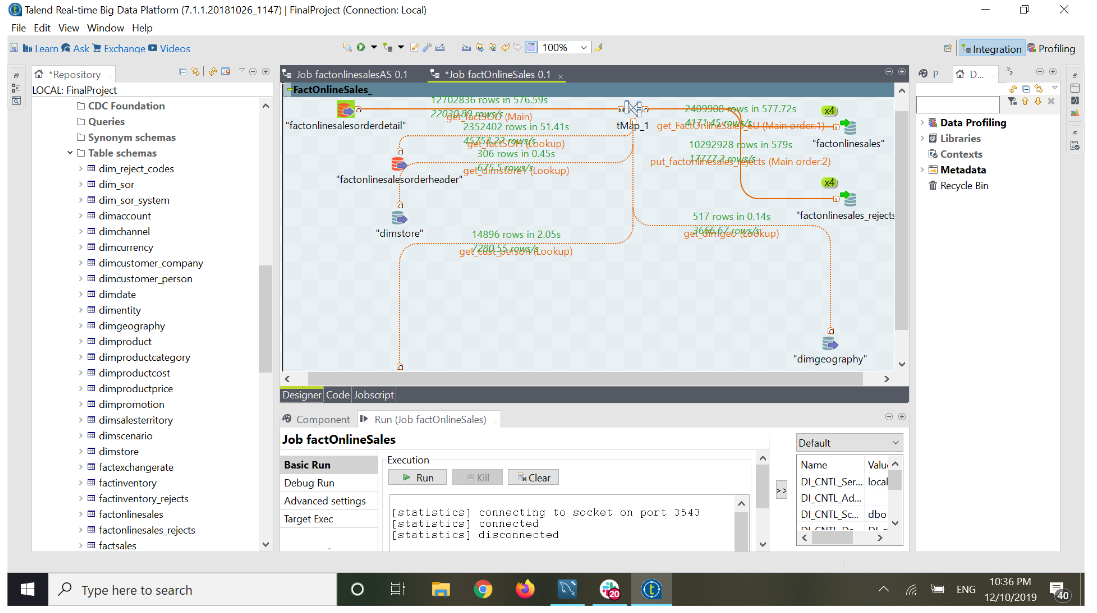 Talend Real-time Big Data Platform (7.1.1.20181026_1147) | FinalProject (Connection: Local)
File Edit View Window Help
Learn Ask Exchange Videos
100%
Integration Profiling
*Repository
LOCAL: FinalProject
CDC Foundation
Queries
Synonym schemas
Table schemas
dim_reject_codes
dim_sor
dim_sor_system
dimaccount
dimchannel
dimcurrency
dimcustomer_company
dimcustomer_person
dimdate
dimentity
dimgeography
dimproduct
dimproductcategory
dimproductcost
dimproductprice
dimpromotion
dimsalesterritory
dimscenario
dimstore
factexchangerate
factinventory
factinventory_rejects
factonlinesales
factonlinesales_rejects
factsales
Job factonlinesalesAS 0.1
*Job factOnlineSales 0.1
FactOnlineSales_
12702836 rows in 576.59s
(Main)
"factonlinesalesorderdetail"
2352402 rows in 51.41s
(Lookup)
306 rows in 0.45s
get_dimstore1 (Lookup)
"factonlinesalesorderheader"
"dimstore"
14896 rows in 2.05s
7280.55 rows/s
get_cust_person (Lookup)
tMap_1
2409908 rows in 577.72s
(Main order:1)
x4
"factonlinesales"
10292928 rows in 579s
put_factonlinesales_rejects (Main order:2)
x4
"factonlinesales_rejects
517 rows in 0.14s
get_dimgeo (Lookup)
"dimgeography"
Designer Code Jobscript
Component
Run (Job factOnlineSales)
Job factOnlineSales
Basic Run
Debug Run
Advanced settings
Target Exec
Execution
Run
Kill
Clear
[statistics] connecting to socket on port 3543
[statistics] connected
[statistics] disconnected
>>
Default
Name Valu
DI_CNTL_Ser... local
DI_CNTL_Ad...
DI_CNTL_Sc... dbo
P
D...
Data Profiling
Libraries
Contexts
Metadata
Recycle Bin
Type here to search
20
ENG
10:36 PM
12/10/2019
40